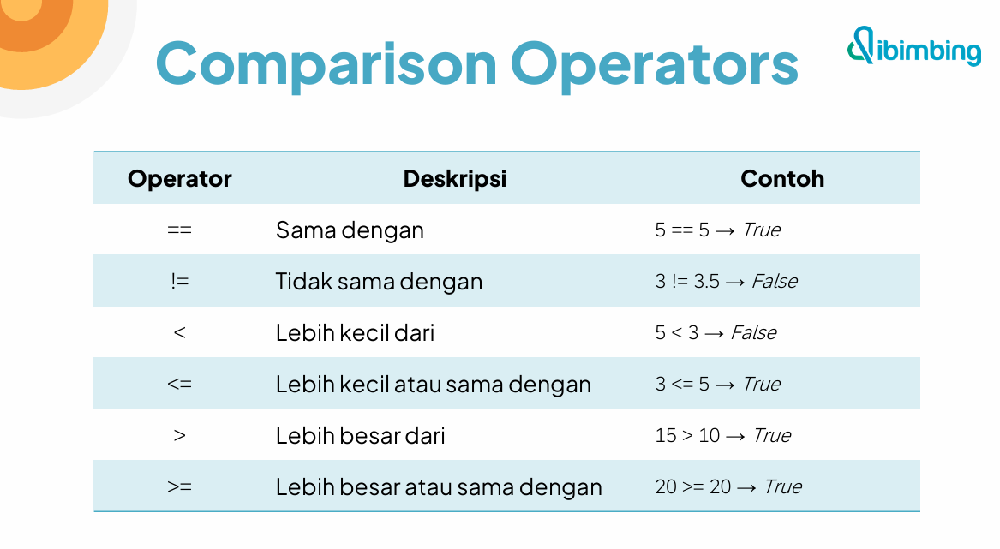 Comparison Operators
dibimbing
Operator Deskripsi Contoh
== Sama dengan 5 == 5 → True
!= Tidak sama dengan 3 != 3.5 → False
< Lebih kecil dari 5 < 3 → False
<= Lebih kecil atau sama dengan 3 <= 5 → True
> Lebih besar dari 15 > 10 → True
>= Lebih besar atau sama dengan 20 >= 20 → True